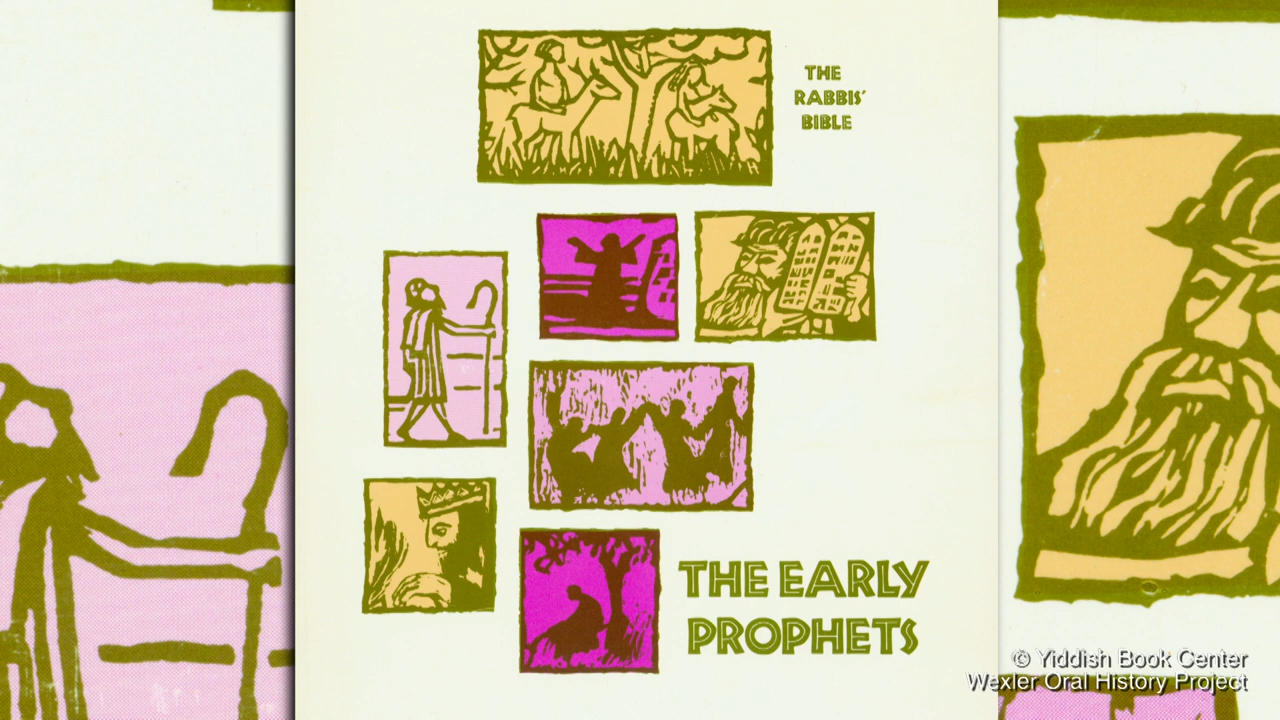 THE
RABBIS'
BIBLE
THE EARLY
PROPHETS
© Yiddish Book Center
Wexler Oral History Project